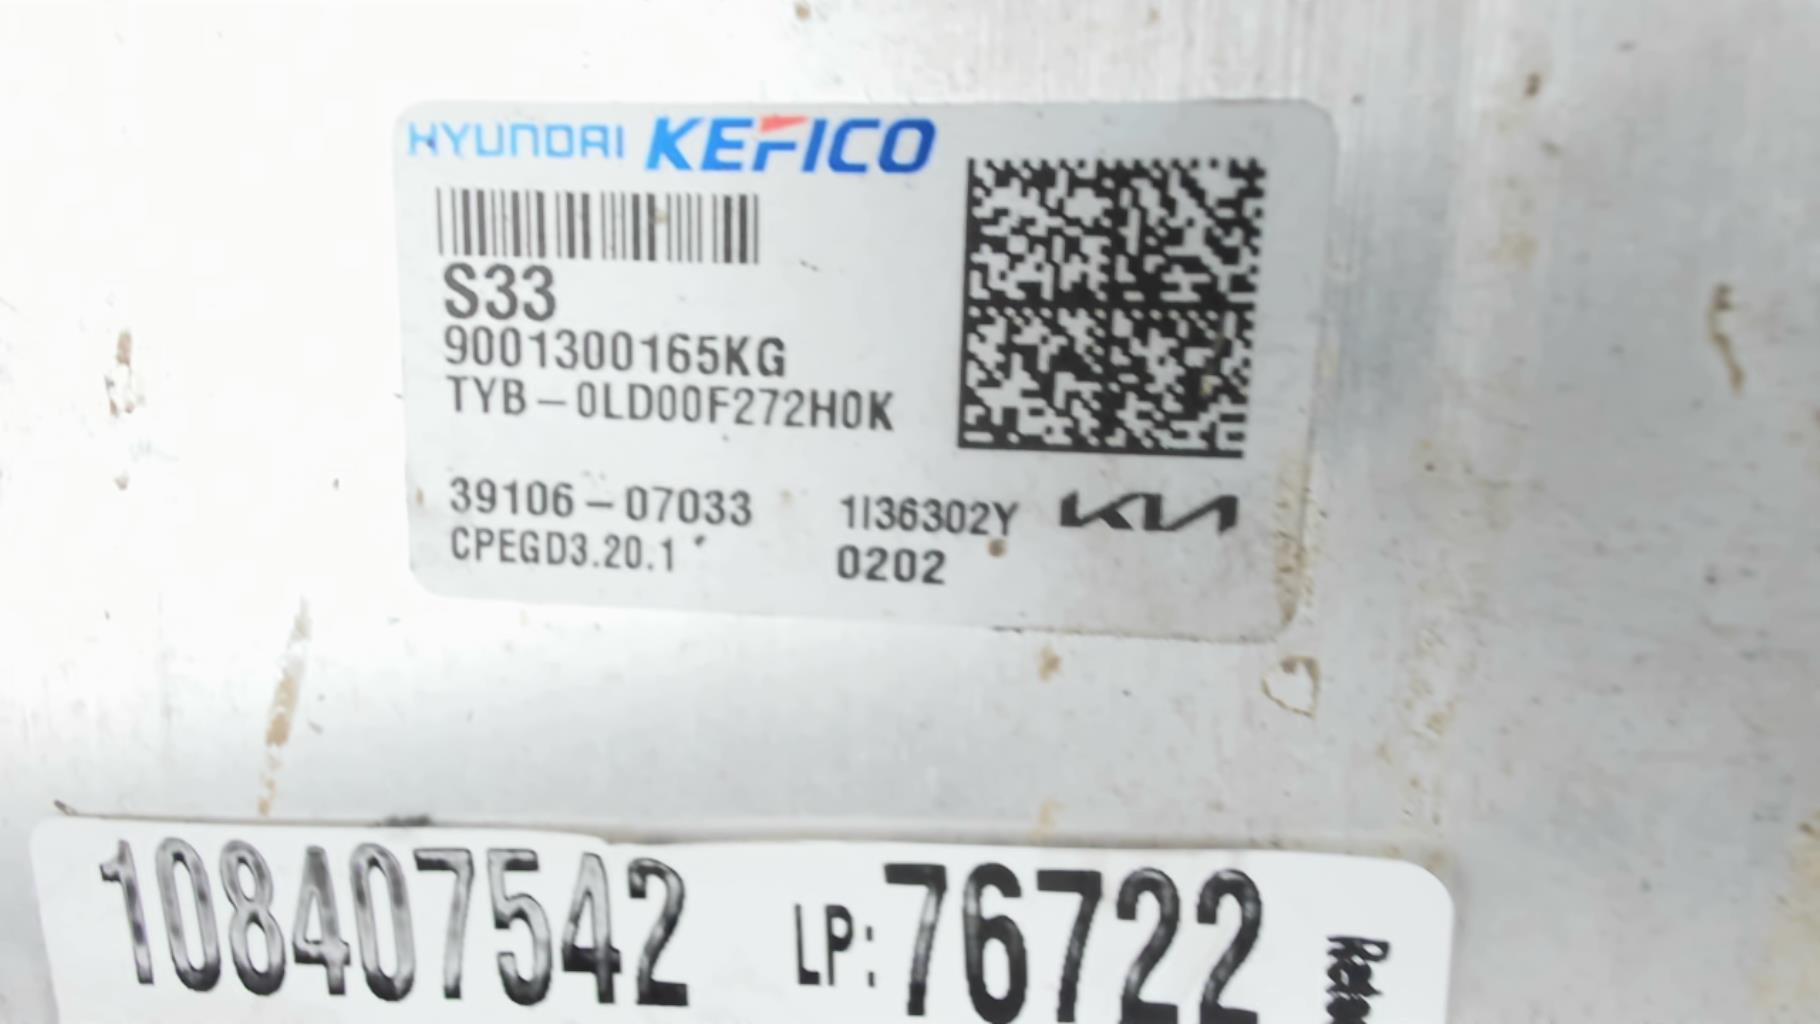 HYUNDAI KEFICO
S33
9001300165KG
TYB-0LD00F272H0K
39106-07033 1I36302Y KIA
CPEGD3.20.1 0202
108407542 LP: 76722